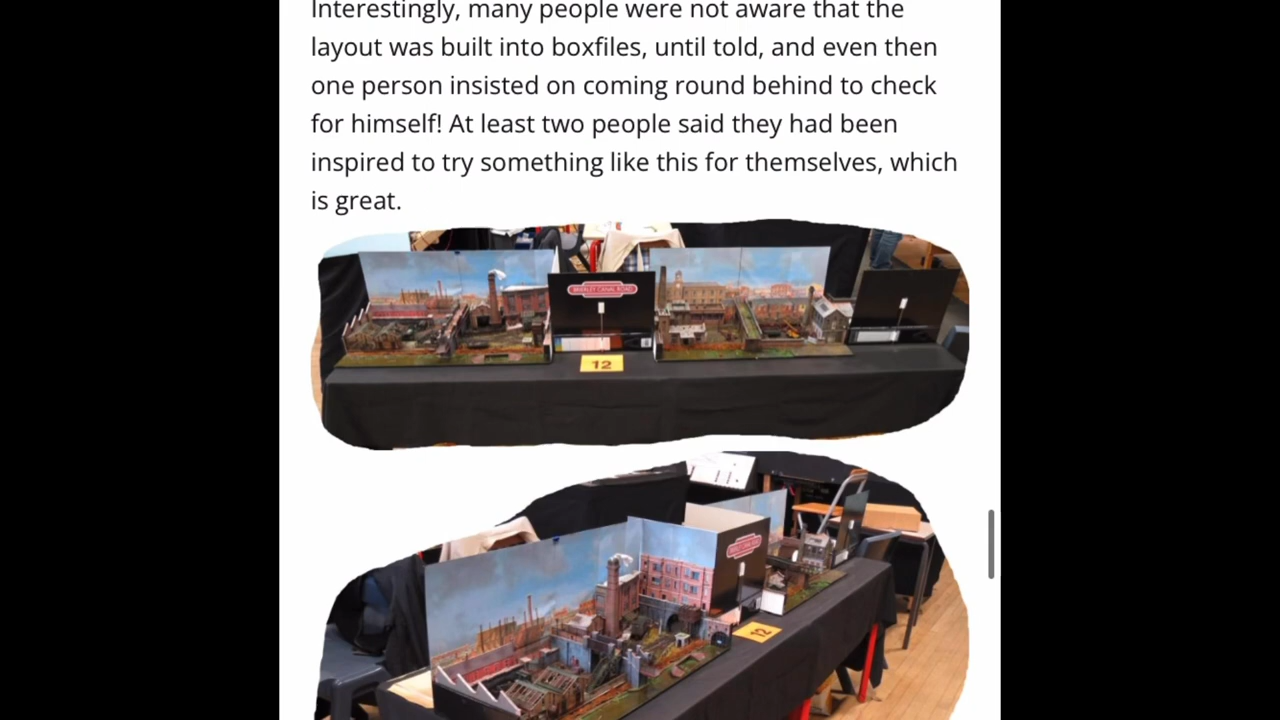 Interestingly, many people were not aware that the
layout was built into boxfiles, until told, and even then
one person insisted on coming round behind to check
for himself! At least two people said they had been
inspired to try something like this for themselves, which
is great.
12
12